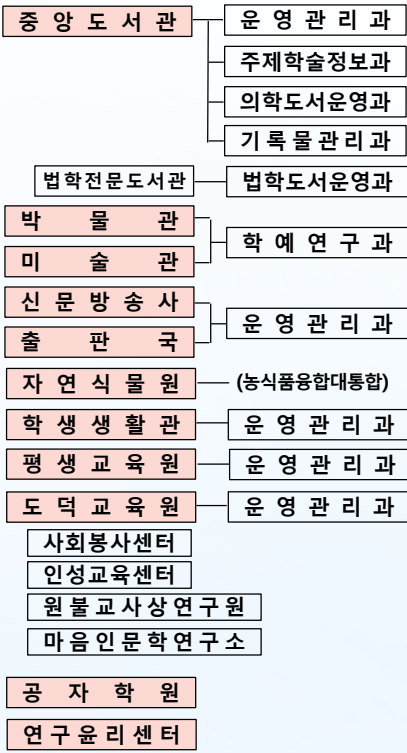 중앙도서관
운영관리과
주제학술정보과
의학도서운영과
기록물관리과
법학전문도서관
법학도서운영과
박물관
학예연구과
미술관
신문방송사
운영관리과
출판국
자연식물원
(농식품융합대통합)
학생생활관
운영관리과
평생교육원
운영관리과
도덕교육원
운영관리과
사회봉사센터
인성교육센터
원불교사상연구원
마음인문학연구소
공자학원
연구윤리센터